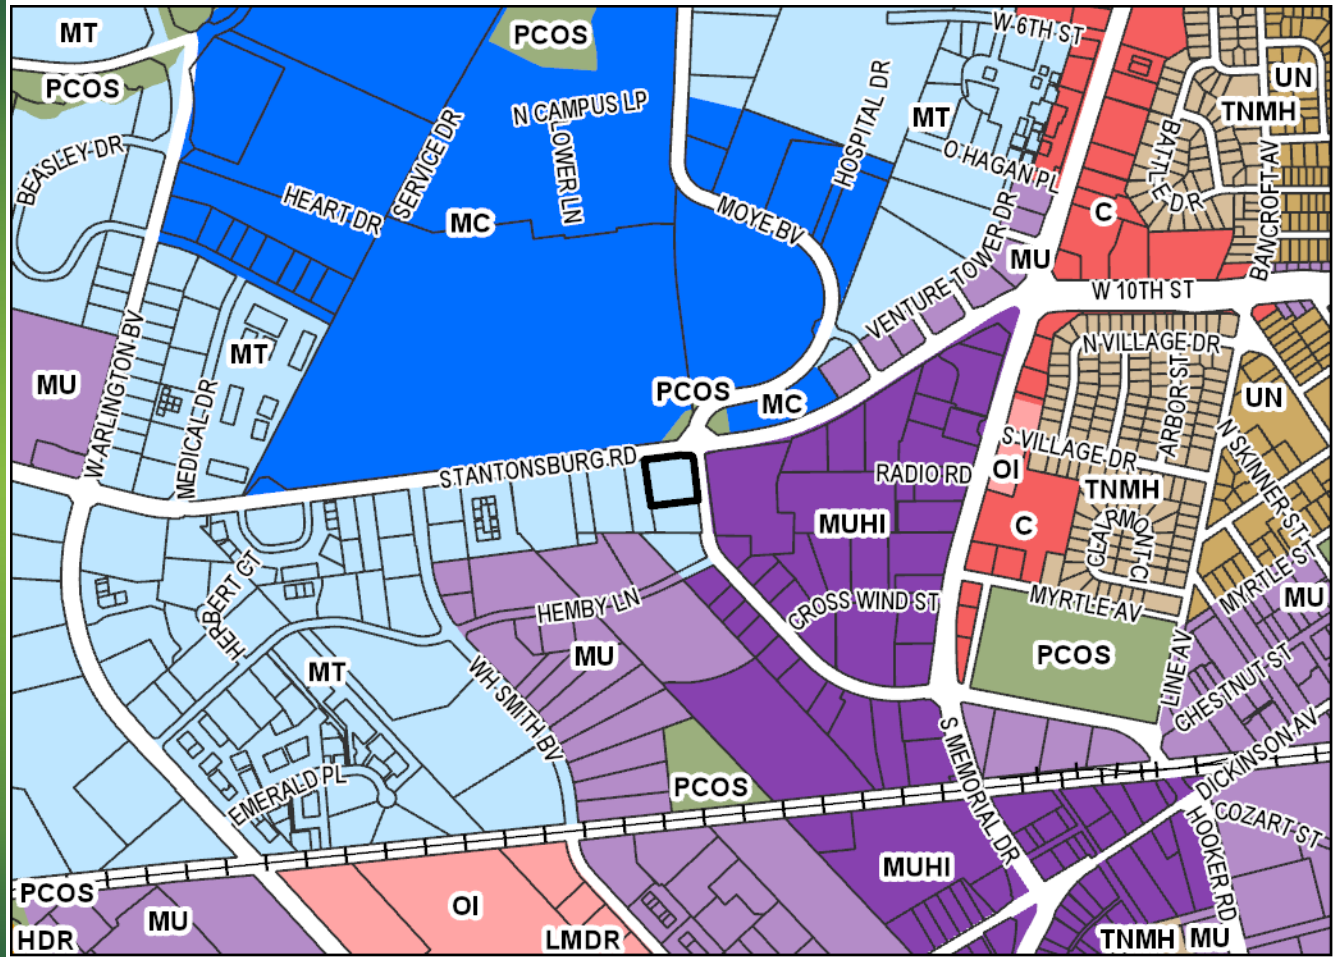 MT
PCOS
W 6TH ST
PCOS
UN
N CAMPUS LP
HOSPITAL DR
MT
TNMH
BEASLEY DR
SERVICE DR
LOWER LN
O HAGAN PL
BATTLE DR
BANCROFT AV
HEART DR
MC
MOYE BV
C
VENTURE TOWER DR
MU
W 10TH ST
W ARLINGTON BV
MT
N VILLAGE DR
MU
MEDICAL DR
PCOS
MC
ARBOR ST
UN
S VILLAGE DR
N SKINNER ST
STANTONSBURG RD
RADIO RD
OI
TNMH
MUHI
C
CLAYRMONT CI
HERBERT CT
HEMBY LN
CROSS WIND ST
MYRTLE AV
MYRTLE ST
MU
MT
MU
PCOS
LINE AV
CHESTNUT ST
WH SMITH BV
S MEMORIAL DR
DICKINSON AV
EMERALD PL
PCOS
HOOKER RD
COZART ST
PCOS
MU
OI
MUHI
HDR
LMDR
TNMH
MU